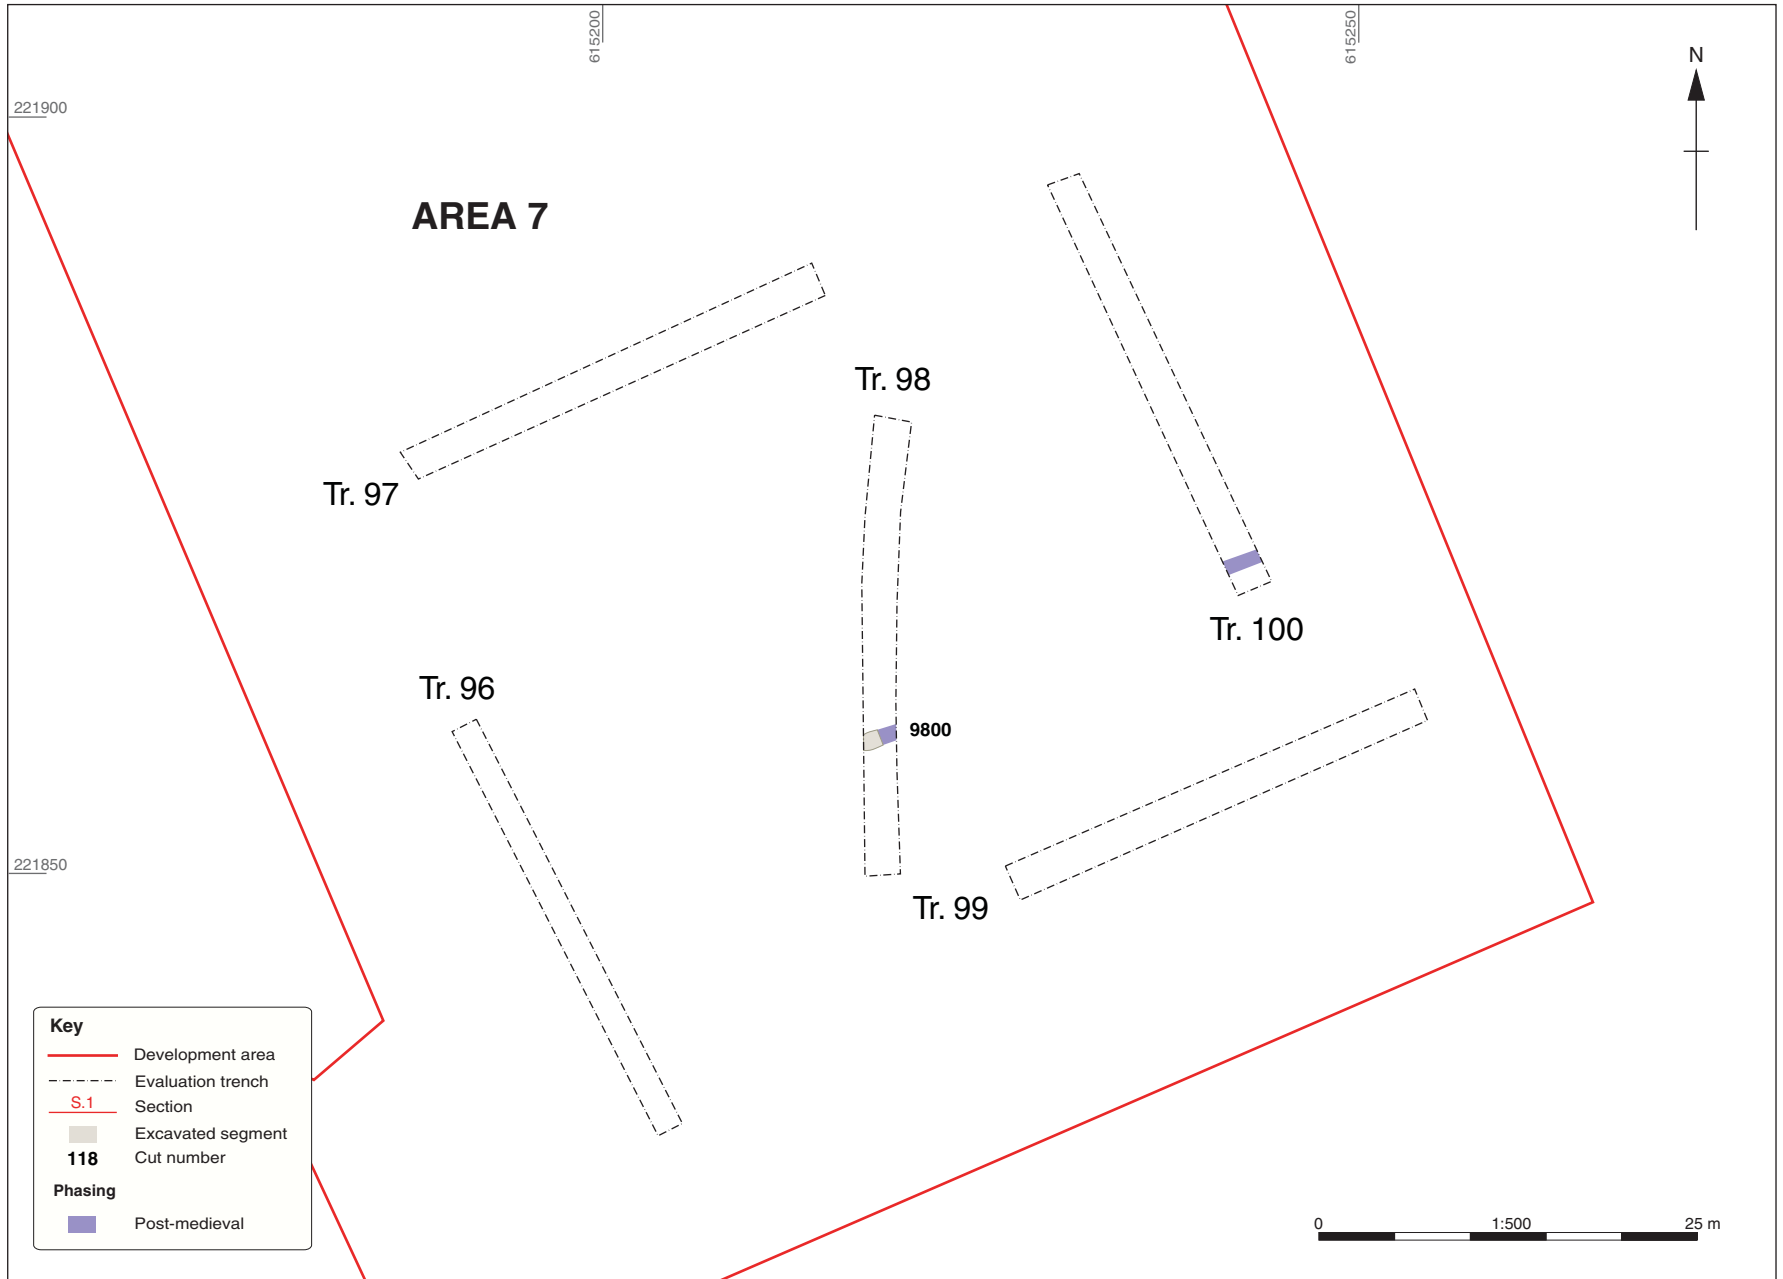 615200
615250
N
221900
AREA 7
Tr. 98
Tr. 97
Tr. 100
Tr. 96
9800
221850
Tr. 99
Key
Development area
Evaluation trench
S.1 Section
Excavated segment
118 Cut number
Phasing
Post-medieval
0 1:500 25 m